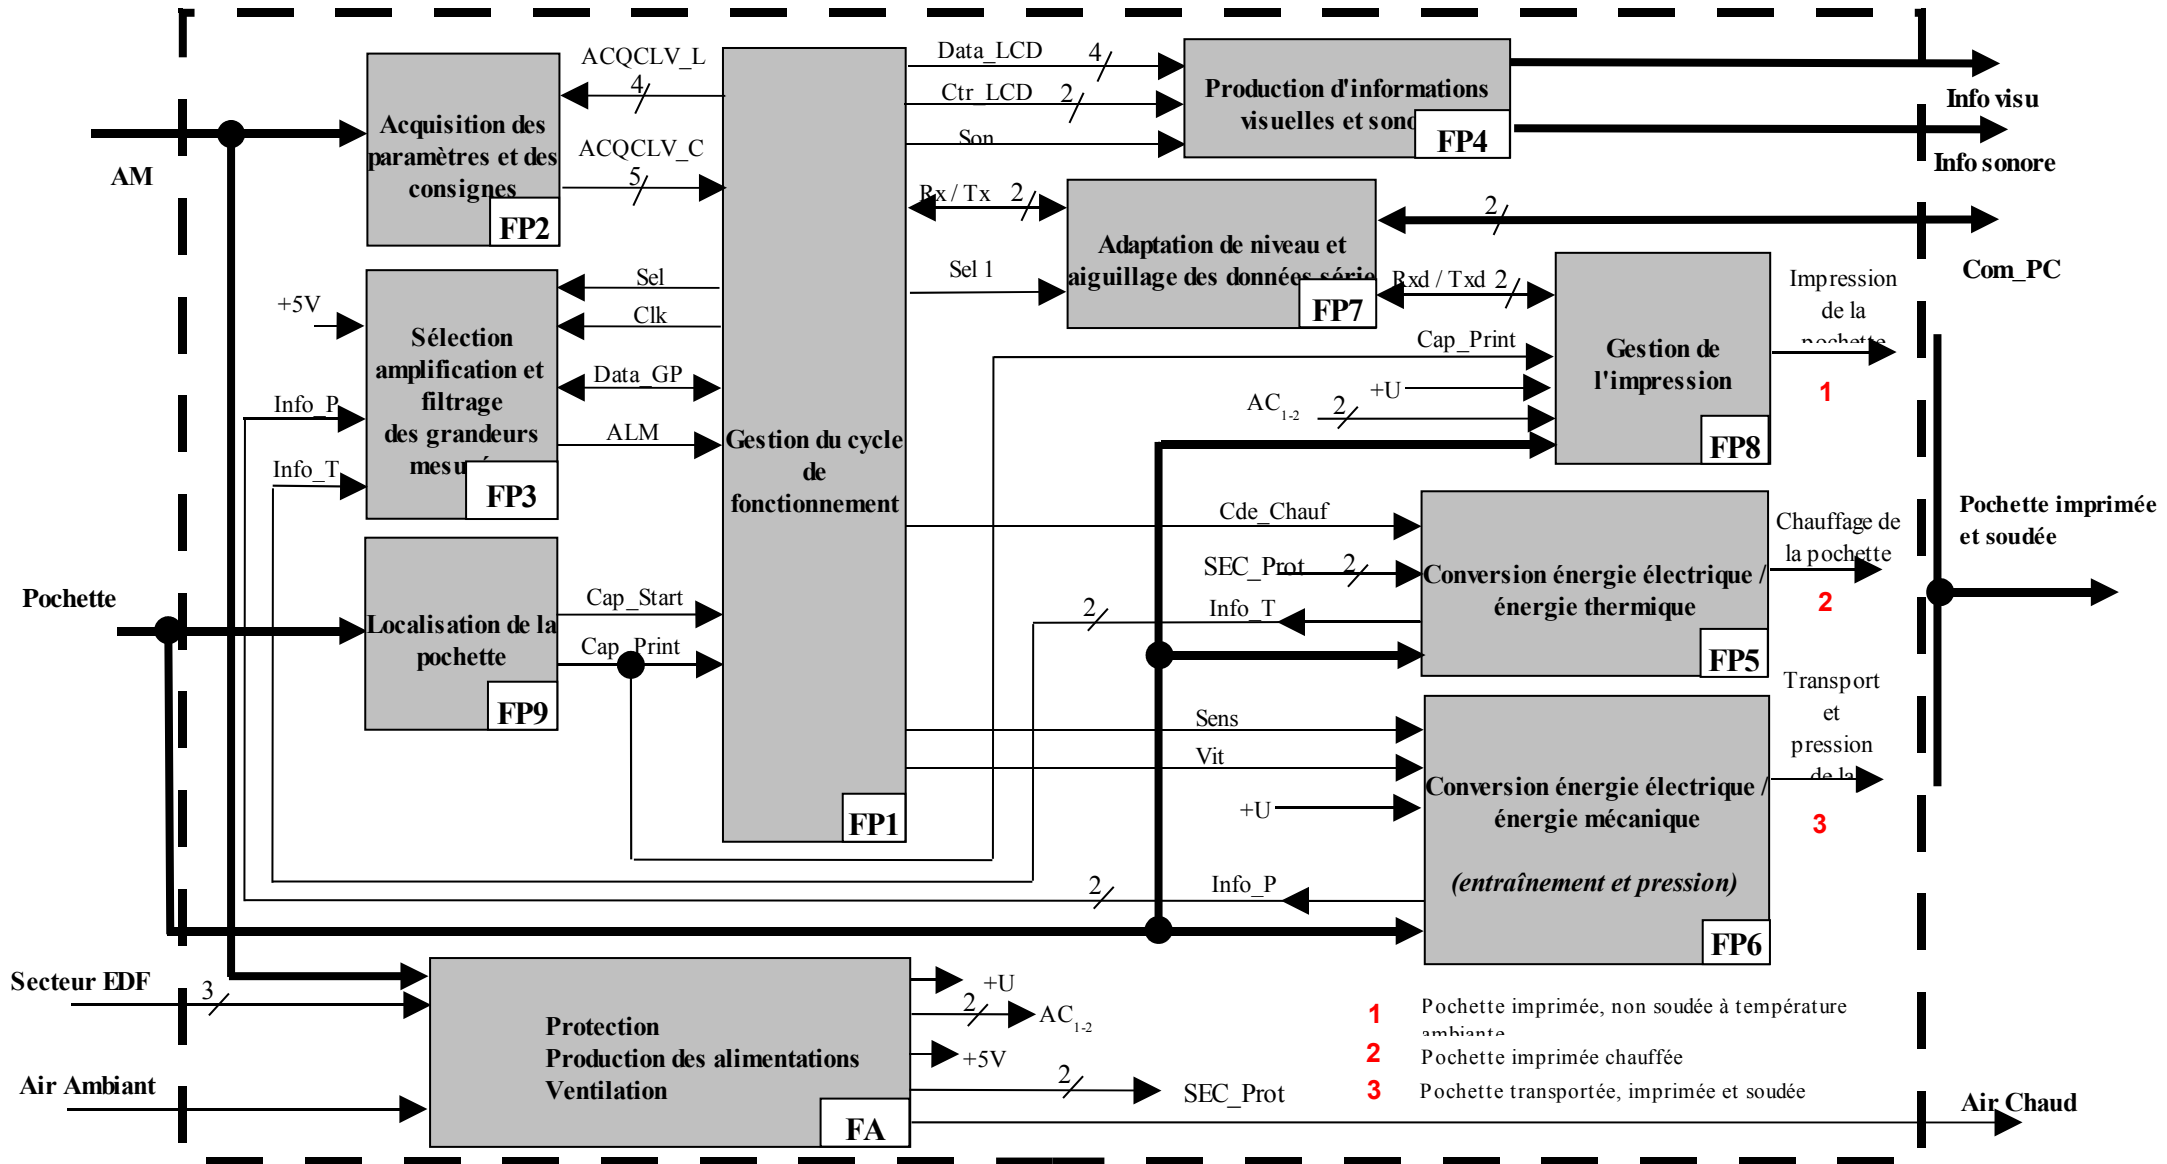 AM
Acquisition des
paramètres et des
consignes
FP2
ACQCLV_L
4
ACQCLV_C
5
+5V
Info_P
Info_T
Sélection
amplification et
filtrage
des grandeurs
FP3
Sel
Clk
Data_GP
ALM
Pochette
Localisation de la
pochette
FP9
Cap_Start
Cap_Print
Gestion du cycle
de
fonctionnement
FP1
Data_LCD
4
Ctr_LCD
2
Son
Production d'informations
visuelles et sono
FP4
Info visu
Info sonore
Rx / Tx
2
Sel 1
Adaptation de niveau et
aiguillage des données série
FP7
2
Com_PC
Rxd / Txd
2
Cap_Print
+U
AC1-2
2
Gestion de
l'impression
FP8
Impression
de la
pochette
1
Cde_Chauf
SEC_Prot
2
Info_T
2
Conversion énergie électrique /
énergie thermique
FP5
Chauffage de
la pochette
2
Pochette imprimée
et soudée
Sens
Vit
+U
Info_P
2
Conversion énergie électrique /
énergie mécanique
(entraînement et pression)
FP6
Transport
et
pression
de la
3
Secteur EDF
3
Air Ambiant
Protection
Production des alimentations
Ventilation
FA
+U
2
AC1-2
+5V
2
SEC_Prot
1 Pochette imprimée, non soudée à température
ambiante
2 Pochette imprimée chauffée
3 Pochette transportée, imprimée et soudée
Air Chaud